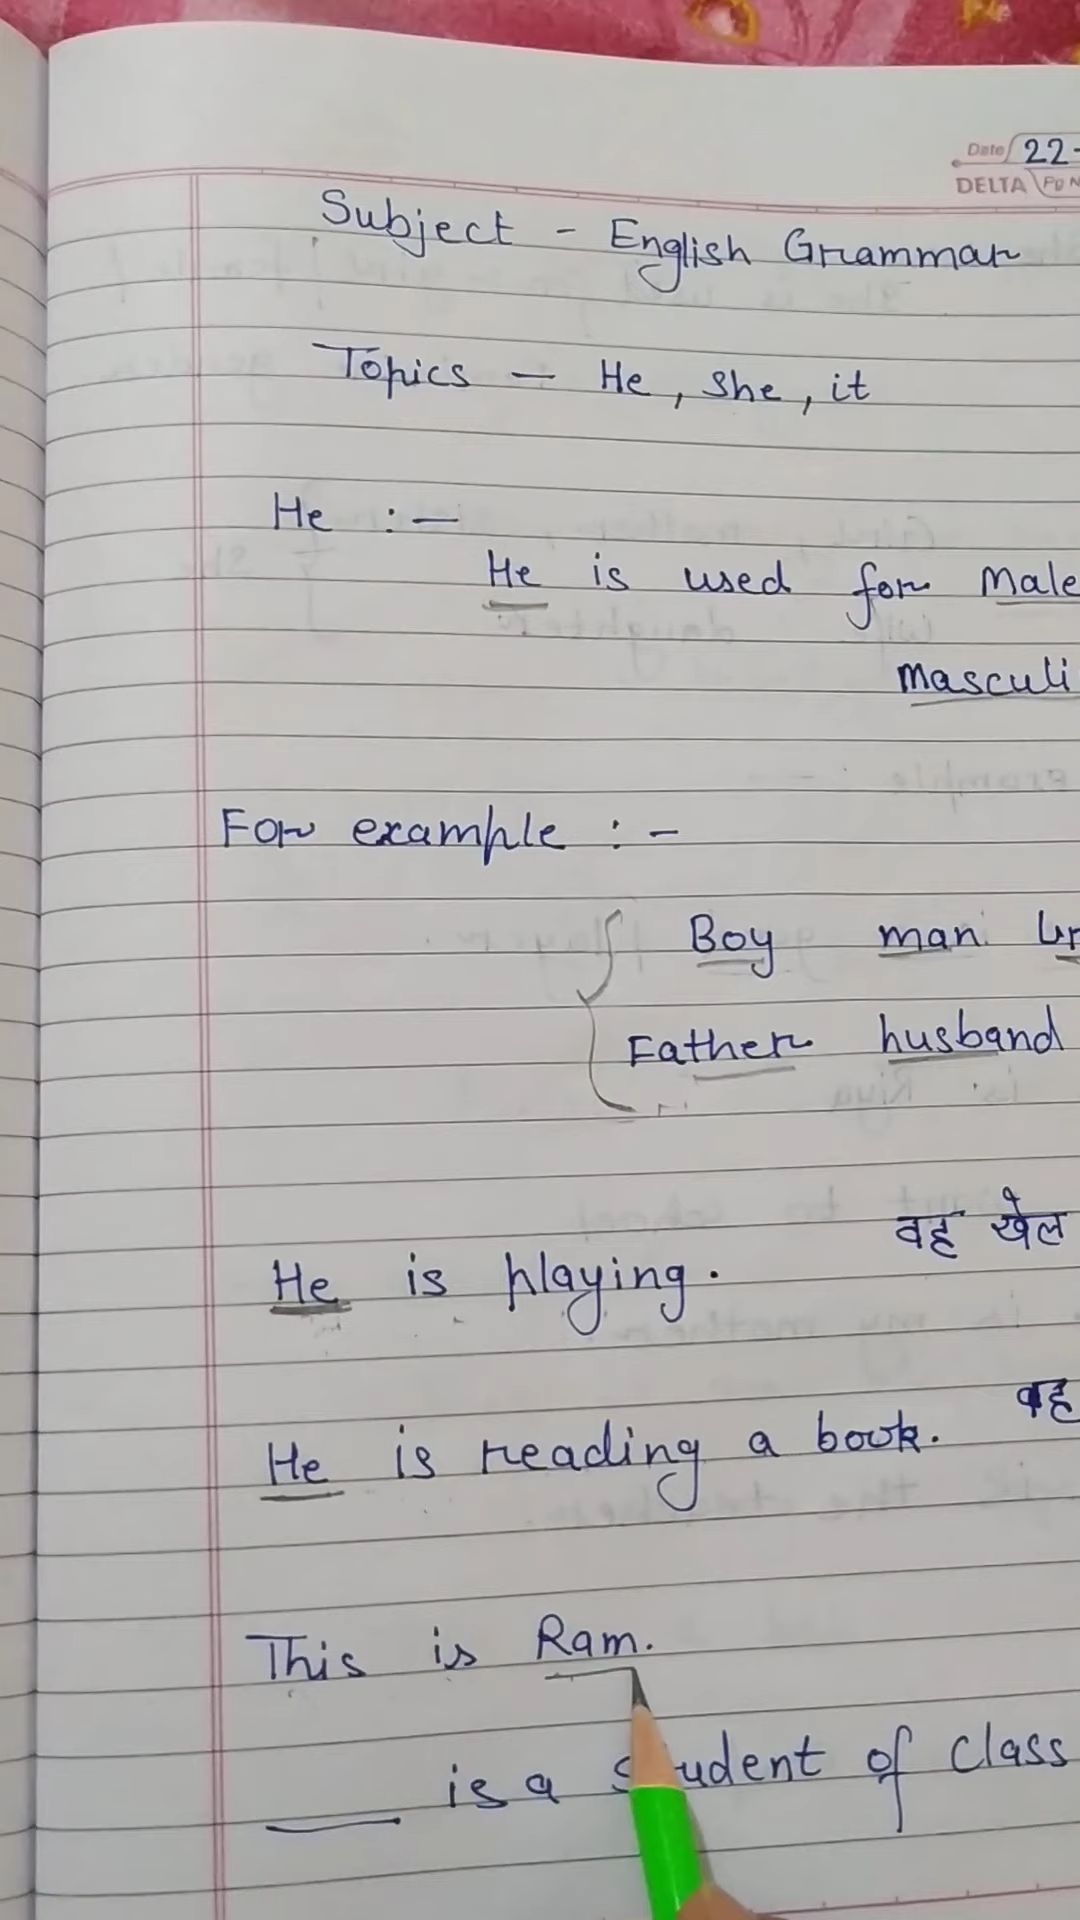 Date 22-
DELTA
Subject - English Grammar
Topics - He, She, it
He :-
He is used for Male
masculi
For example :-
Boy man
Father husband
वह खेल
He is playing.
वह
He is reading a book.
This is Ram.
____ is a student of Class